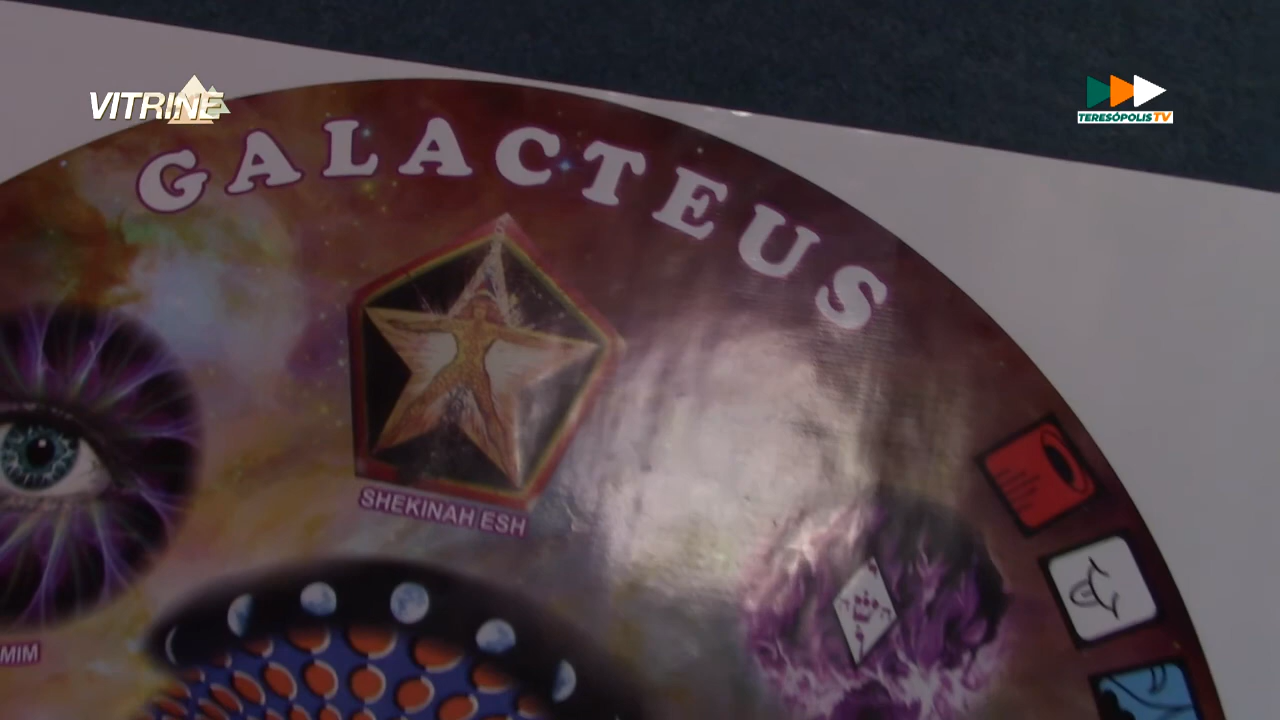 VITRINE
TERESÓPOLIS TV
GALACTEUS
SHEKINAH ESH
MIM